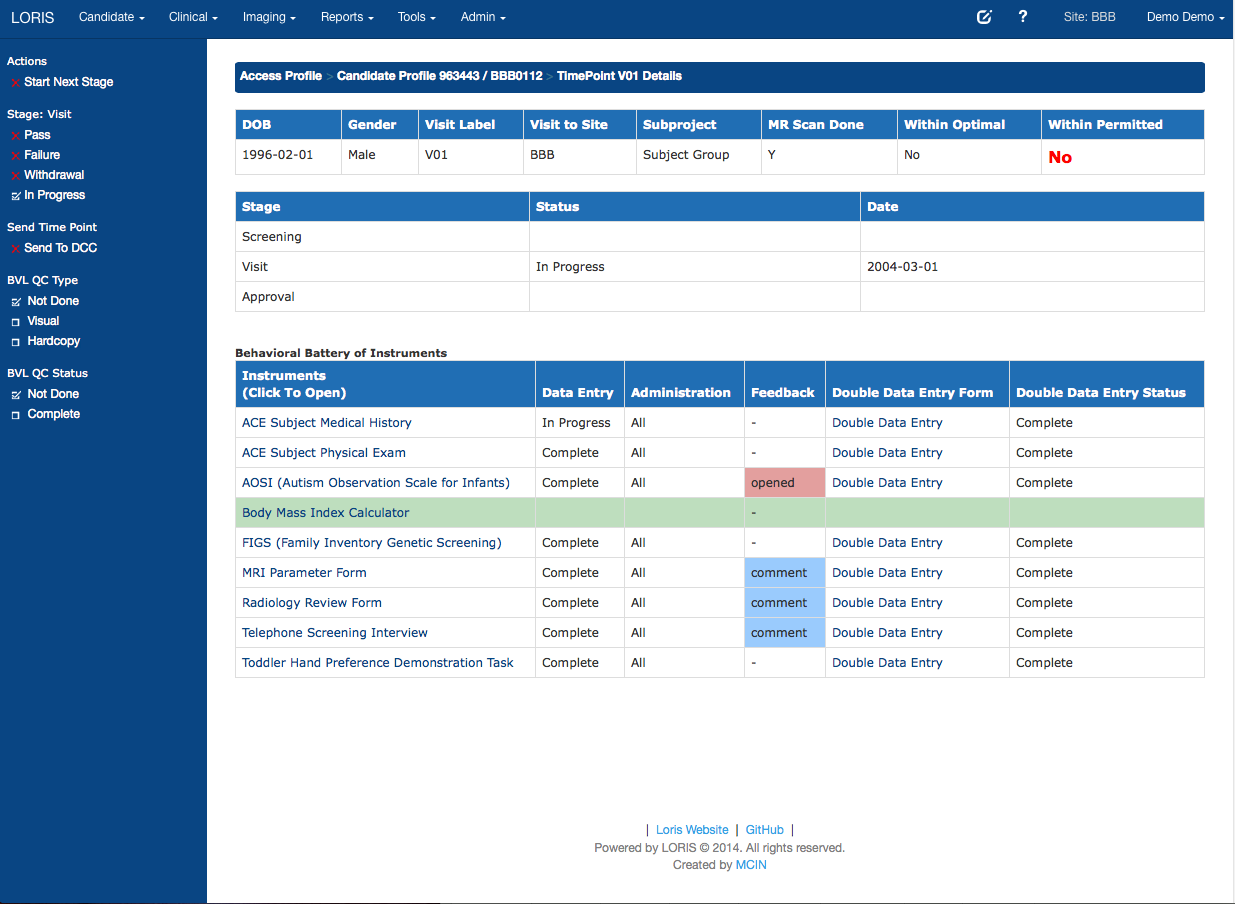 LORIS Candidate Clinical Imaging Reports Tools Admin ? Site: BBB Demo Demo
Actions
Start Next Stage
Stage: Visit
Pass
Failure
Withdrawal
In Progress
Send Time Point
Send To DCC
BVL QC Type
Not Done
Visual
Hardcopy
BVL QC Status
Not Done
Complete
Access Profile > Candidate Profile 963443 / BBB0112 > TimePoint V01 Details
DOB Gender Visit Label Visit to Site Subproject MR Scan Done Within Optimal Within Permitted
1996-02-01 Male V01 BBB Subject Group Y No No
Stage Status Date
Screening
Visit In Progress 2004-03-01
Approval
Behavioral Battery of Instruments
Instruments
(Click To Open) Data Entry Administration Feedback Double Data Entry Form Double Data Entry Status
ACE Subject Medical History In Progress All - Double Data Entry Complete
ACE Subject Physical Exam Complete All - Double Data Entry Complete
AOSI (Autism Observation Scale for Infants) Complete All opened Double Data Entry Complete
Body Mass Index Calculator -
FIGS (Family Inventory Genetic Screening) Complete All - Double Data Entry Complete
MRI Parameter Form Complete All comment Double Data Entry Complete
Radiology Review Form Complete All comment Double Data Entry Complete
Telephone Screening Interview Complete All comment Double Data Entry Complete
Toddler Hand Preference Demonstration Task Complete All - Double Data Entry Complete
| Loris Website | GitHub |
Powered by LORIS © 2014. All rights reserved.
Created by MCIN